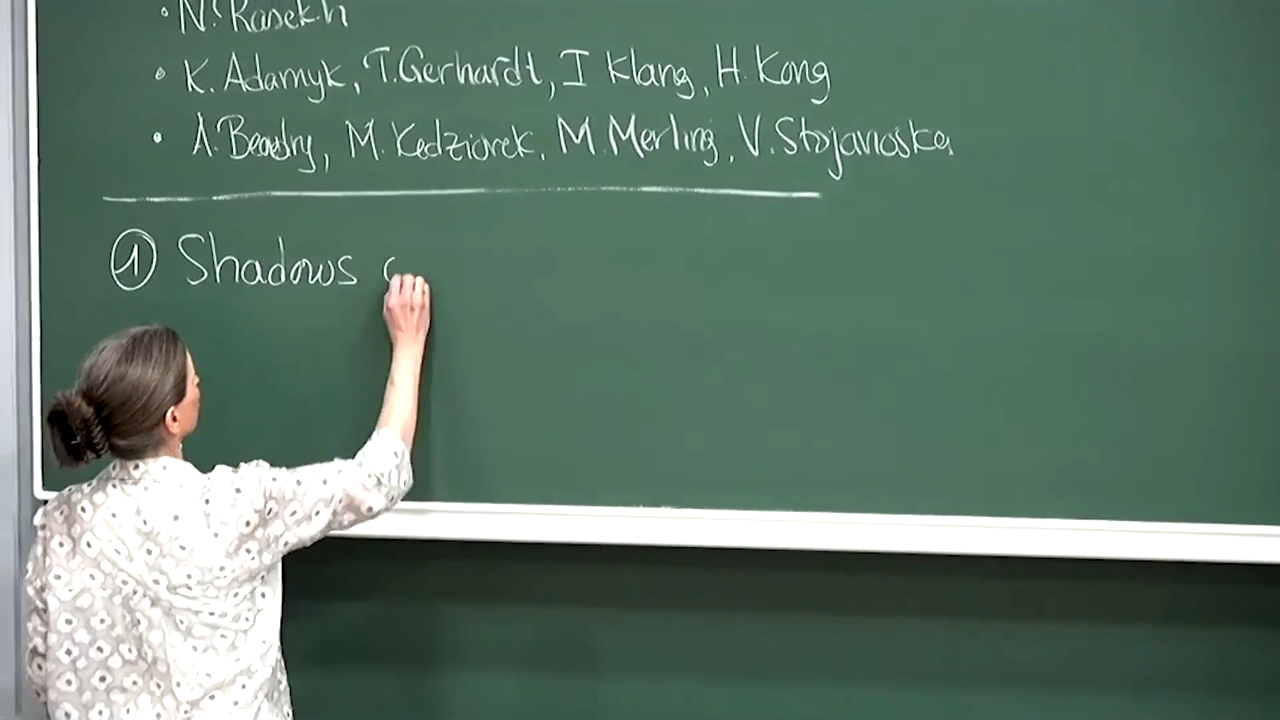 • N. Rasekh
• K. Adamyk, T. Gerhardt, I Klang, H. Kong
• A. Beaudry, M. Kedziorek, M. Merling, V. Stojanoska
① Shadows